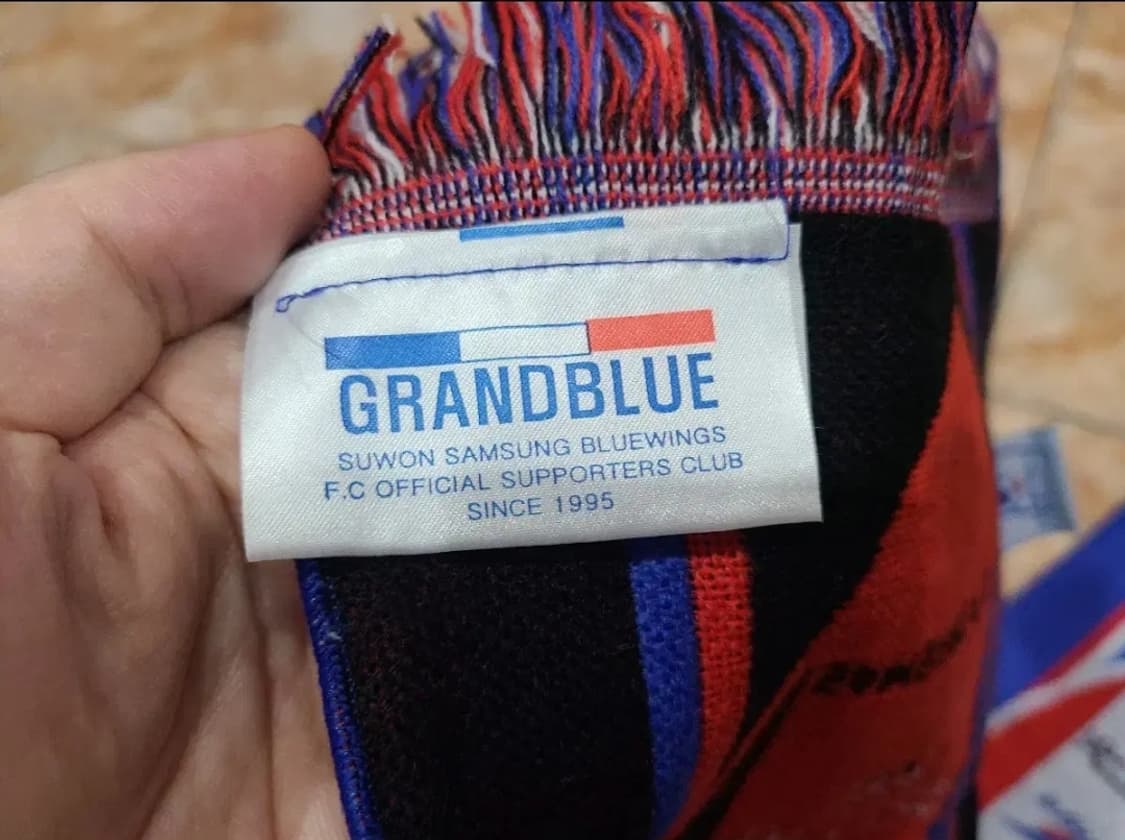 GRANDBLUE
SUWON SAMSUNG BLUEWINGS
F.C OFFICIAL SUPPORTERS CLUB
SINCE 1995